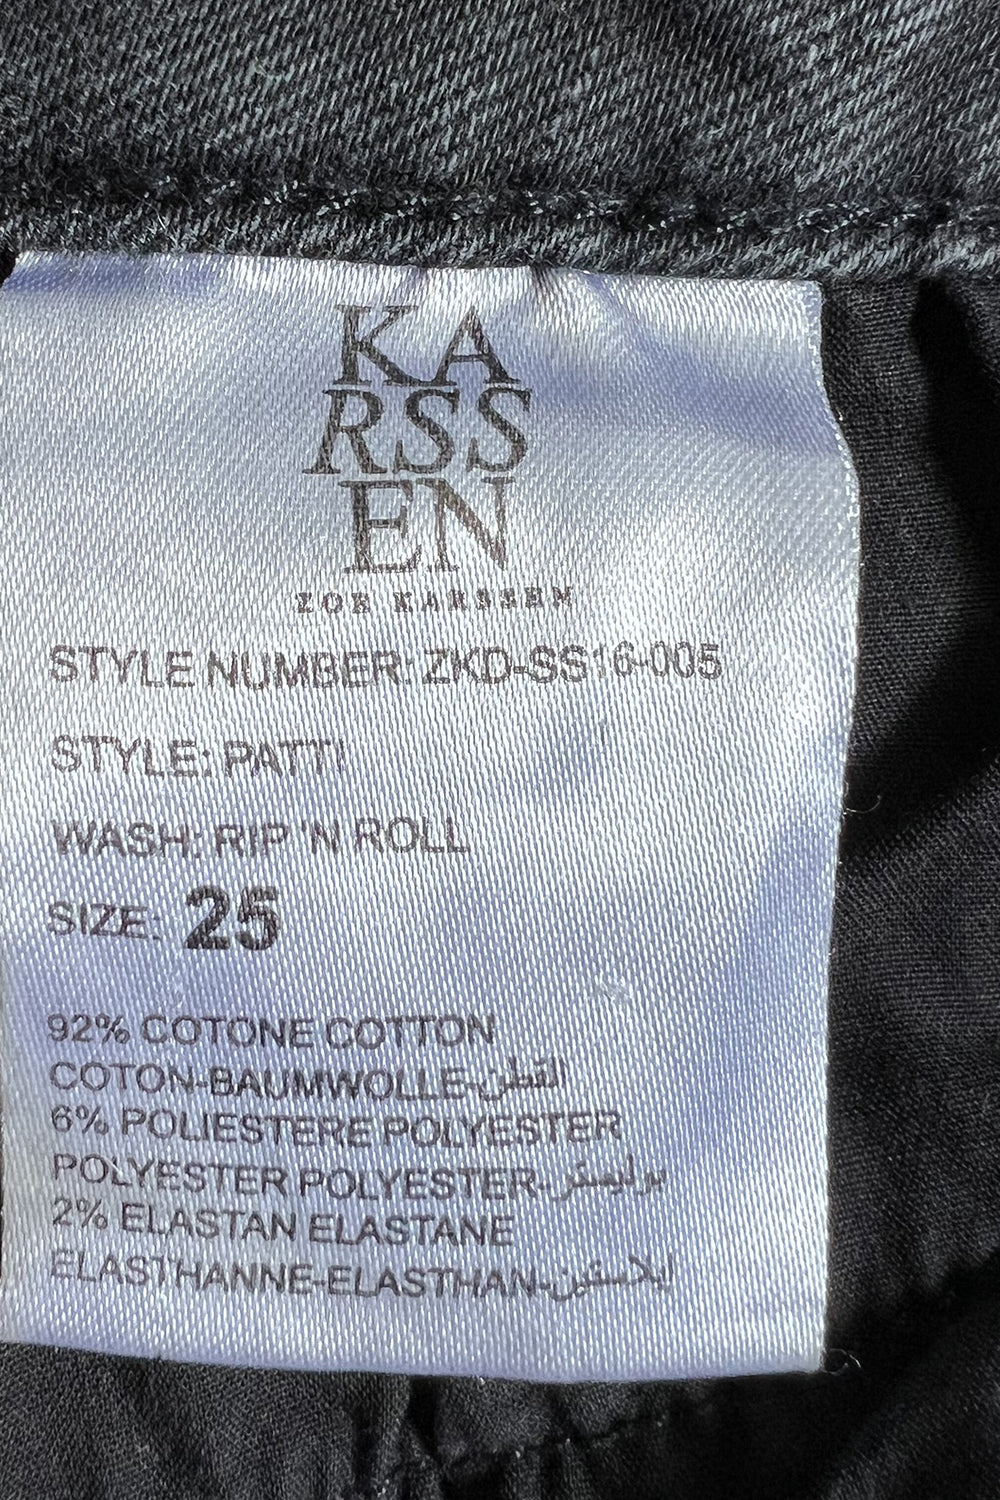 KA
RSS
EN
ZOE KARSSEN
STYLE NUMBER: ZKD-SS16-005
STYLE: PATTI
WASH: RIP 'N ROLL
SIZE: 25
92% COTONE COTTON
COTON-BAUMWOLLE-القطن
6% POLIESTERE POLYESTER
POLYESTER POLYESTER-بوليستر
2% ELASTAN ELASTANE
ELASTHANNE-ELASTHAN-إيلاستين